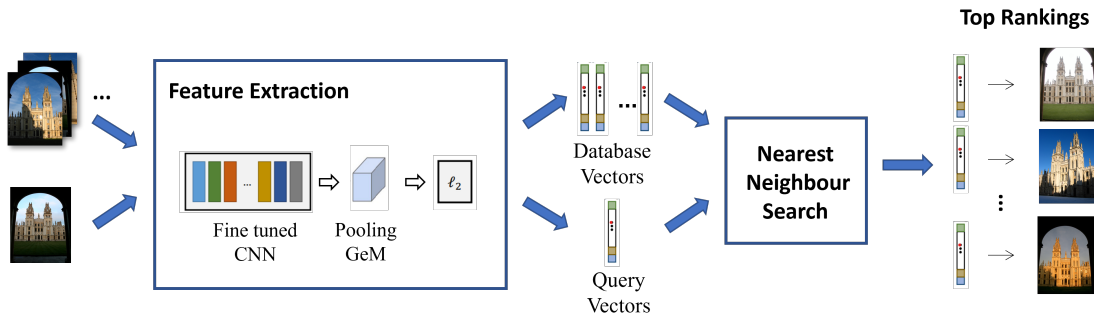 Top Rankings
...
Feature Extraction
...
ℓ2
Fine tuned
CNN
Pooling
GeM
...
Database
Vectors
Query
Vectors
Nearest
Neighbour
Search
...